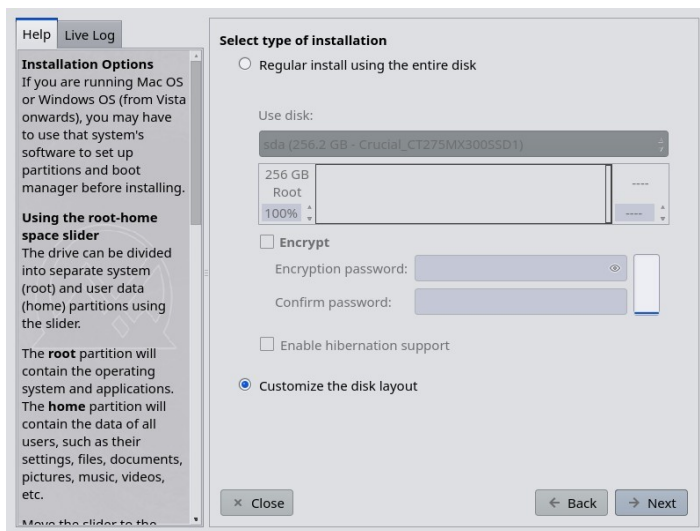 Help
Live Log
Installation Options
If you are running Mac OS
or Windows OS (from Vista
onwards), you may have
to use that system's
software to set up
partitions and boot
manager before installing.
Using the root-home
space slider
The drive can be divided
into separate system
(root) and user data
(home) partitions using
the slider.
The root partition will
contain the operating
system and applications.
The home partition will
contain the data of all
users, such as their
settings, files, documents,
pictures, music, videos,
etc.
Move the slider to the
Select type of installation
Regular install using the entire disk
Use disk:
sda (256.2 GB - Crucial_CT275MX300SSD1)
256 GB
Root
100%
----
----
Encrypt
Encryption password:
Confirm password:
Enable hibernation support
Customize the disk layout
Close
Back
Next